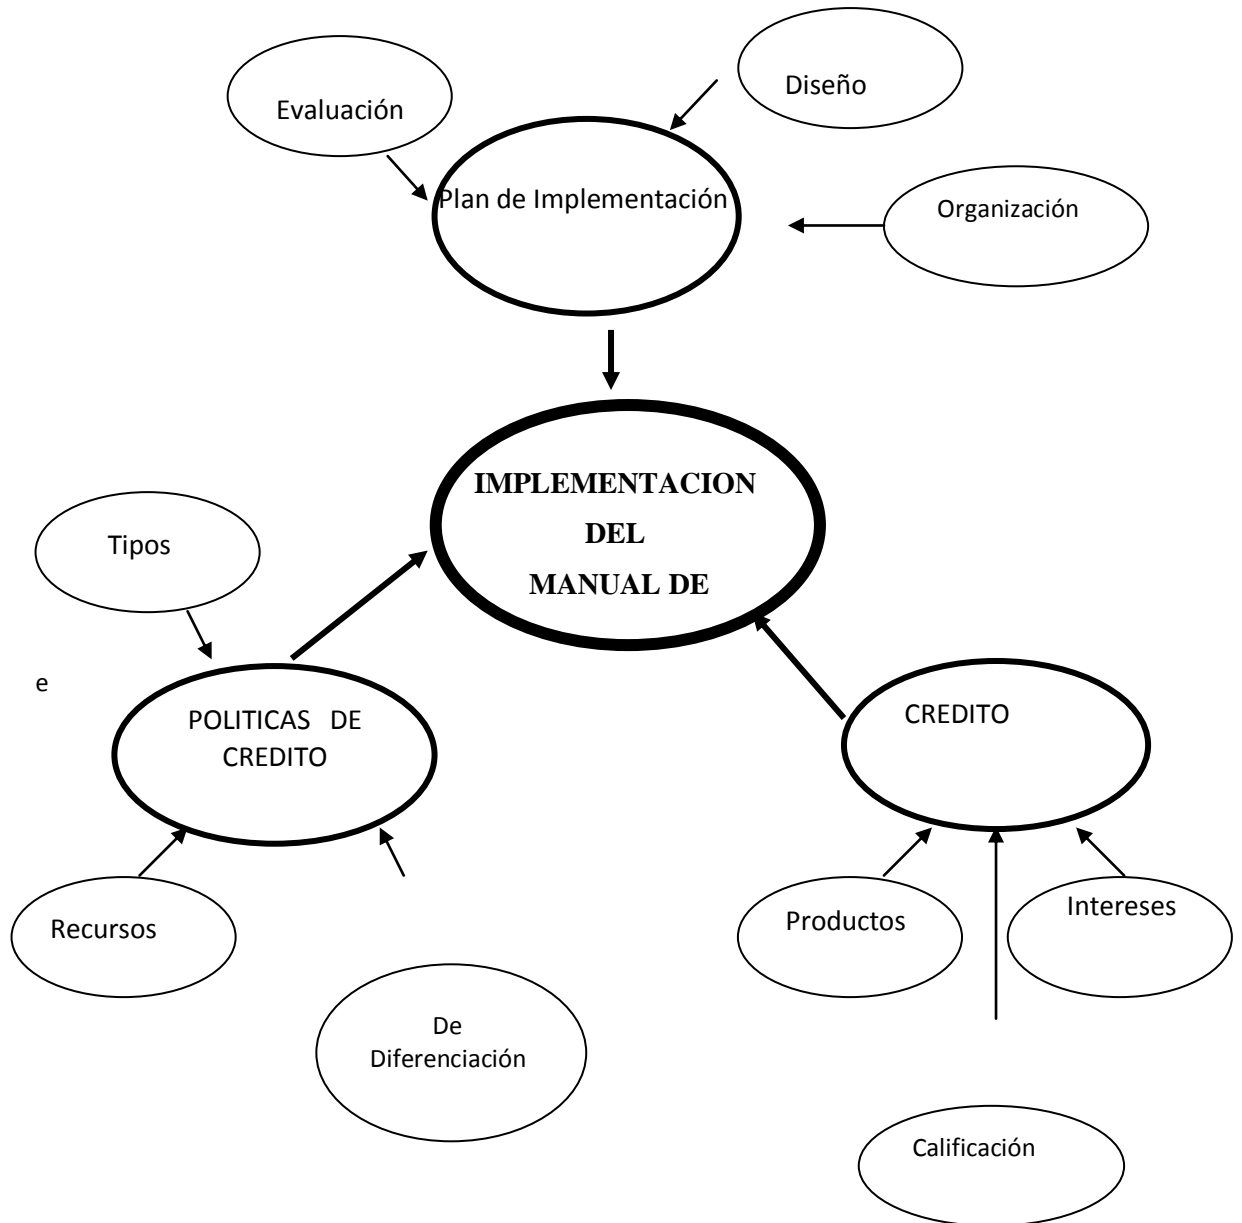 Diseño
Evaluación
Plan de Implementación
Organización
IMPLEMENTACION
DEL
MANUAL DE
Tipos
e
POLITICAS DE
CREDITO
CREDITO
Recursos
Productos
Intereses
De
Diferenciación
Calificación